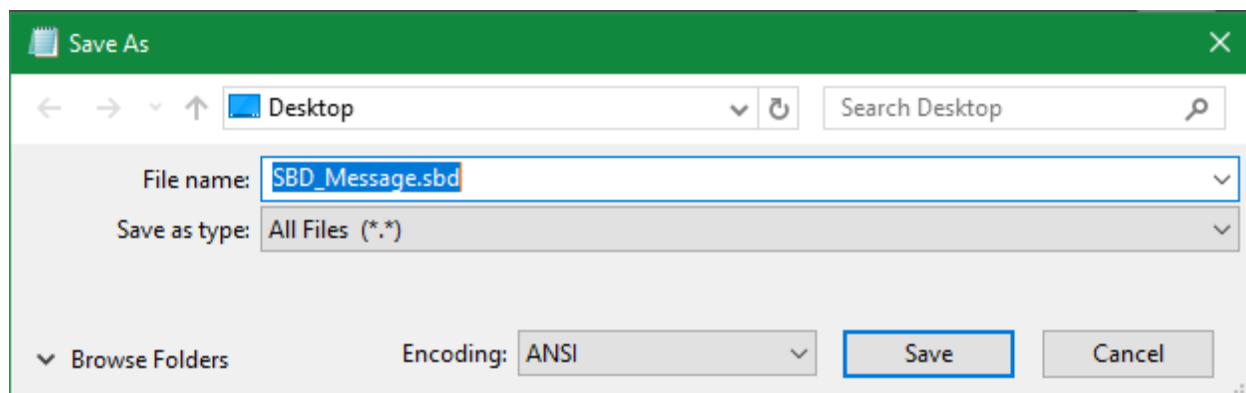 Save As
Desktop
Search Desktop
File name: SBD_Message.sbd
Save as type: All Files (*.*)
Browse Folders
Encoding: ANSI
Save
Cancel